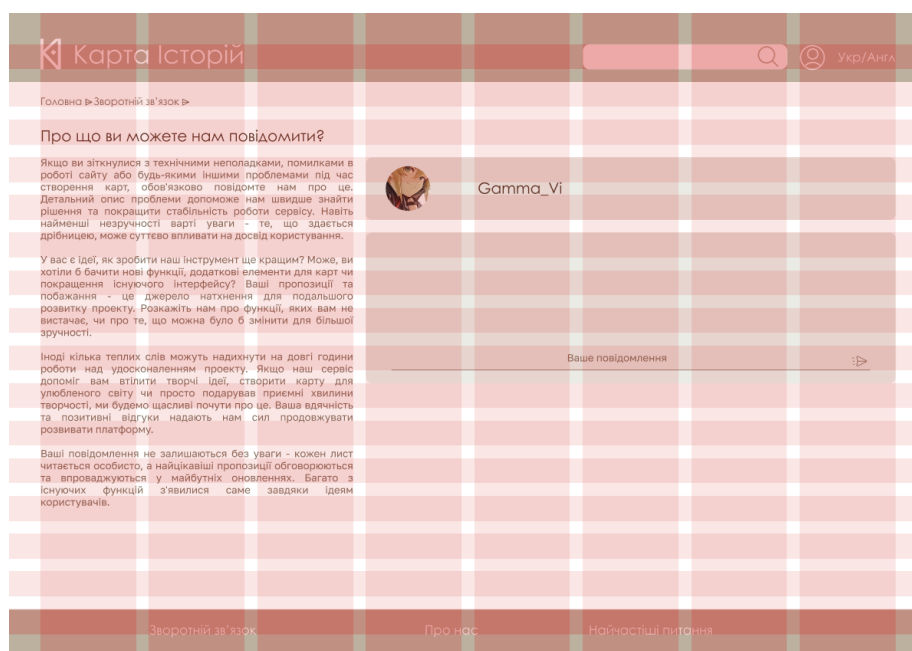 Карта Історій
Укр/Англ
Головна ⌲ Зворотній зв'язок ⌲
Про що ви можете нам повідомити?
Якщо ви зіткнулися з технічними неполадками, помилками в
роботі сайту або будь-якими іншими проблемами під час
створення карт, обов'язково повідомте нам про це.
Детальний опис проблеми допоможе нам швидше знайти
рішення та покращити стабільність роботи сервісу. Навіть
найменші незручності варті уваги - те, що здається
дрібницею, може суттєво впливати на досвід користування.
У вас є ідеї, як зробити наш інструмент ще кращим? Може, ви
хотіли б бачити нові функції, додаткові елементи для карт чи
покращення існуючого інтерфейсу? Ваші пропозиції та
побажання - це джерело натхнення для подальшого
розвитку проекту. Розкажіть нам про функції, яких вам не
вистачає, чи про те, що можна було б змінити для більшої
зручності.
Іноді кілька теплих слів можуть надихнути на довгі години
роботи над удосконаленням проекту. Якщо наш сервіс
допоміг вам втілити творчі ідеї, створити карту для
улюбленого світу чи просто подарував приємні хвилини
творчості, ми будемо щасливі почути про це. Ваша вдячність
та позитивні відгуки надають нам сил продовжувати
розвивати платформу.
Ваші повідомлення не залишаються без уваги - кожен лист
читається особисто, а найцікавіші пропозиції обговорюються
та впроваджуються у майбутніх оновленнях. Багато з
існуючих функцій з'явилися саме завдяки ідеям
користувачів.
Gamma_Vi
Ваше повідомлення
Зворотній зв'язок
Про нас
Найчастіші питання